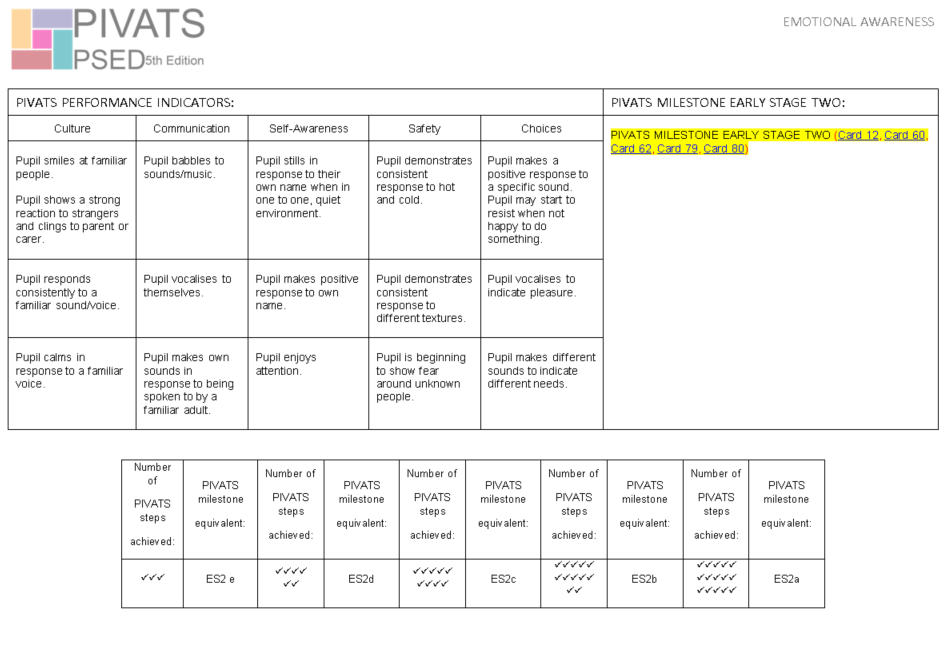 PIVATS
PSED 5th Edition
EMOTIONAL AWARENESS
PIVATS PERFORMANCE INDICATORS:
PIVATS MILESTONE EARLY STAGE TWO:
Culture
Communication
Self-Awareness
Safety
Choices
PIVATS MILESTONE EARLY STAGE TWO (Card 12, Card 60,
Card 62, Card 79, Card 80)
Pupil smiles at familiar
people.
Pupil shows a strong
reaction to strangers
and clings to parent or
carer.
Pupil babbles to
sounds/music.
Pupil stills in
response to their
own name when in
one to one, quiet
environment.
Pupil demonstrates
consistent
response to hot
and cold.
Pupil makes a
positive response to
a specific sound.
Pupil may start to
resist when not
happy to do
something.
Pupil responds
consistently to a
familiar sound/voice.
Pupil vocalises to
themselves.
Pupil makes positive
response to own
name.
Pupil demonstrates
consistent
response to
different textures.
Pupil vocalises to
indicate pleasure.
Pupil calms in
response to a familiar
voice.
Pupil makes own
sounds in
response to being
spoken to by a
familiar adult.
Pupil enjoys
attention.
Pupil is beginning
to show fear
around unknown
people.
Pupil makes different
sounds to indicate
different needs.
Number
of
PIVATS
steps
achieved:
PIVATS
milestone
equivalent:
Number of
PIVATS
steps
achieved:
PIVATS
milestone
equivalent:
Number of
PIVATS
steps
achieved:
PIVATS
milestone
equivalent:
Number of
PIVATS
steps
achieved:
PIVATS
milestone
equivalent:
Number of
PIVATS
steps
achieved:
PIVATS
milestone
equivalent:
✓✓✓
ES2 e
✓✓✓✓
✓✓
ES2d
✓✓✓✓✓
✓✓✓✓
ES2c
✓✓✓✓✓
✓✓✓✓✓
✓✓
ES2b
✓✓✓✓✓
✓✓✓✓✓
✓✓✓✓✓
ES2a